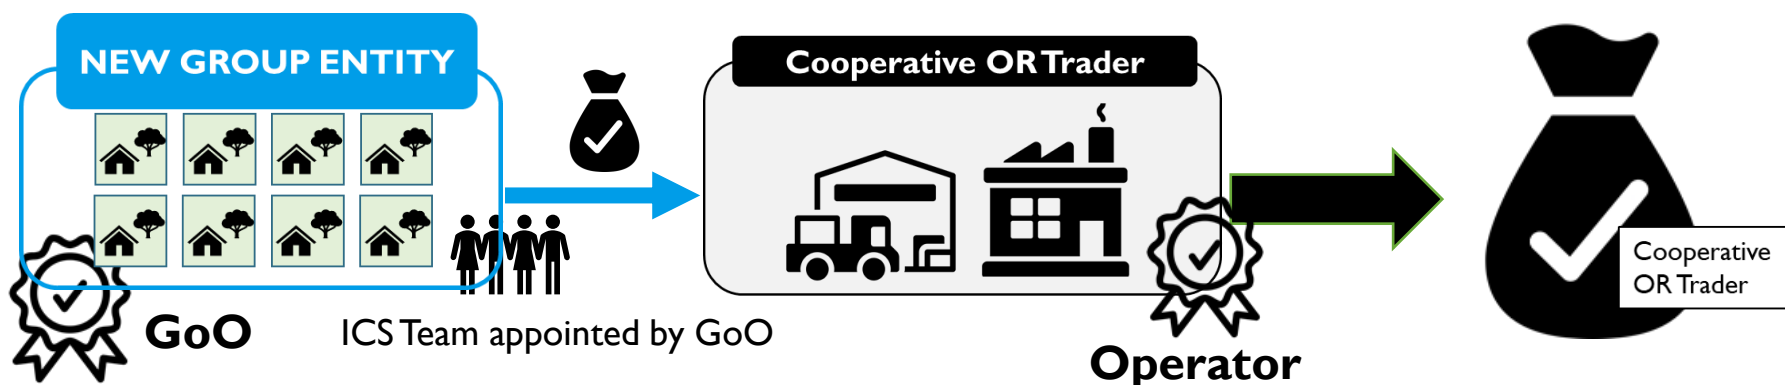 NEW GROUP ENTITY
Cooperative OR Trader
GoO
ICS Team appointed by GoO
Operator
Cooperative
OR Trader